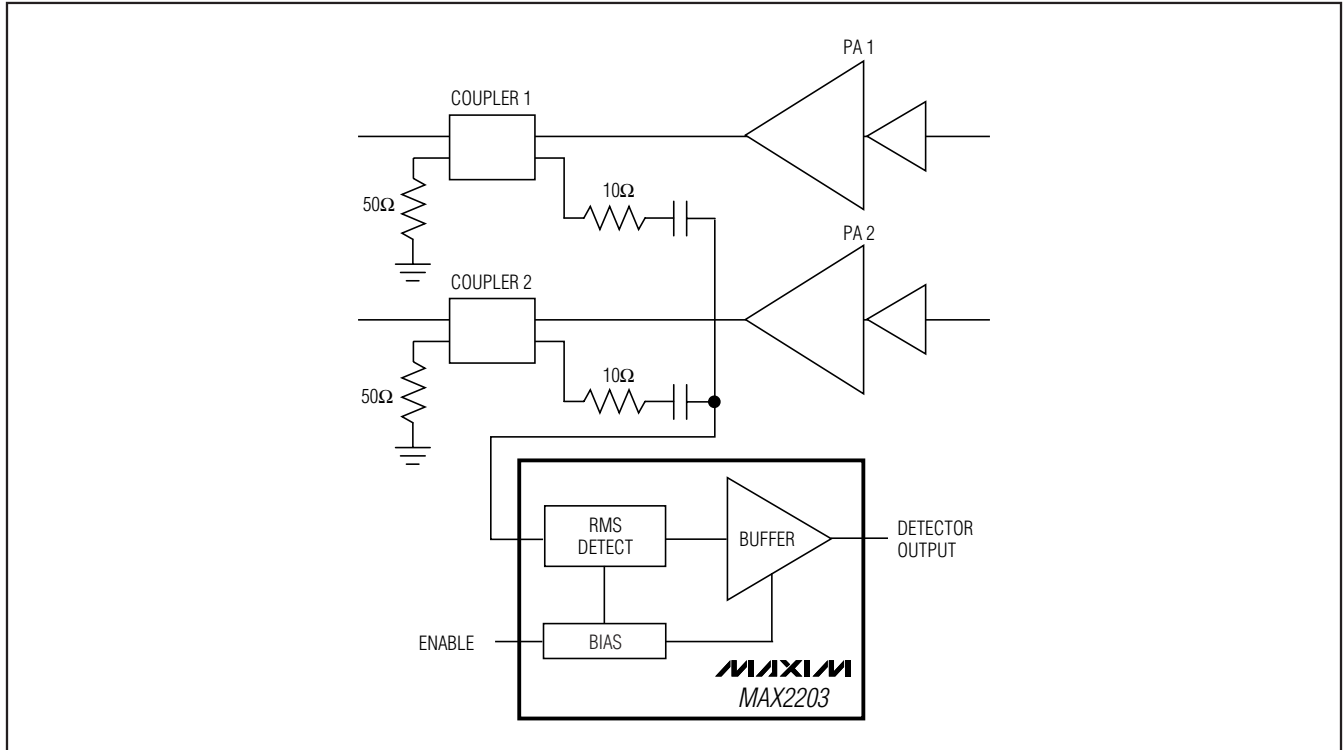 PA 1
COUPLER 1
10Ω
50Ω
PA 2
COUPLER 2
10Ω
50Ω
RMS
DETECT
BUFFER
DETECTOR
OUTPUT
ENABLE
BIAS
MAXIM
MAX2203